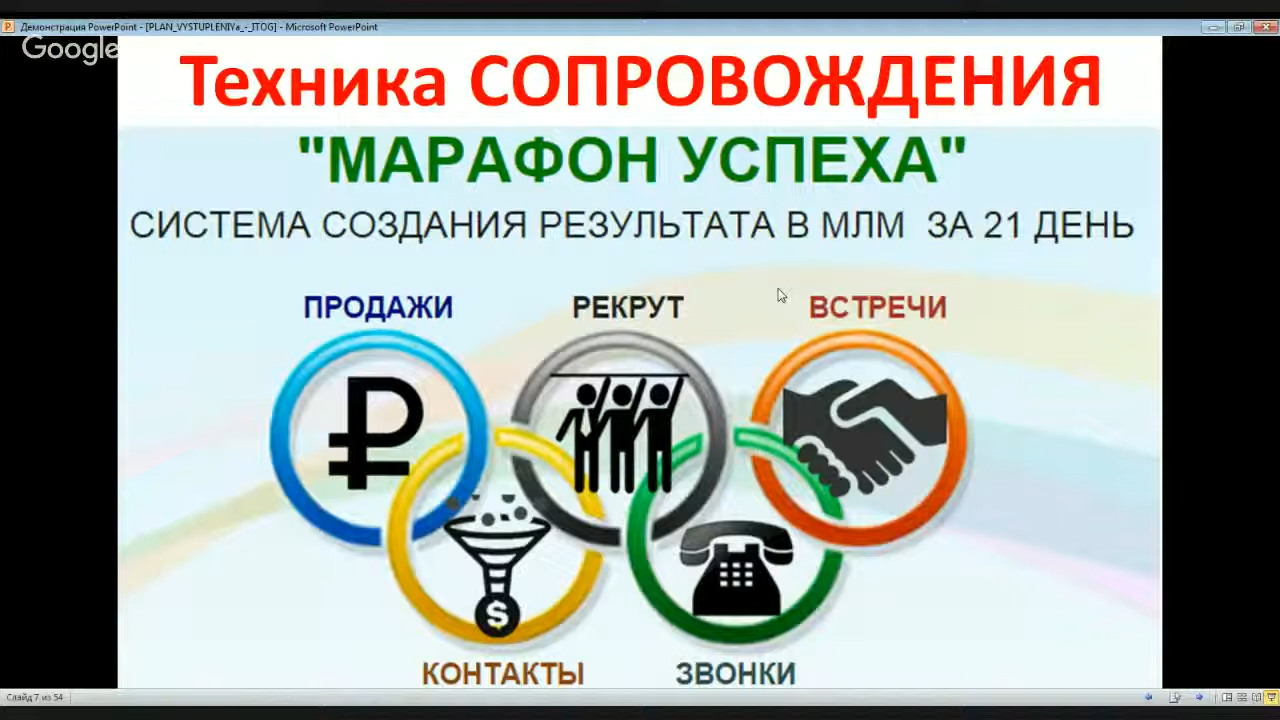 Демонстрация PowerPoint - [PLAN_VYSTUPLENIYa_-_ITOG] - Microsoft PowerPoint
Google
Техника СОПРОВОЖДЕНИЯ
"МАРАФОН УСПЕХА"
СИСТЕМА СОЗДАНИЯ РЕЗУЛЬТАТА В МЛМ ЗА 21 ДЕНЬ
ПРОДАЖИ РЕКРУТ ВСТРЕЧИ
КОНТАКТЫ ЗВОНКИ
Слайд 7 из 54